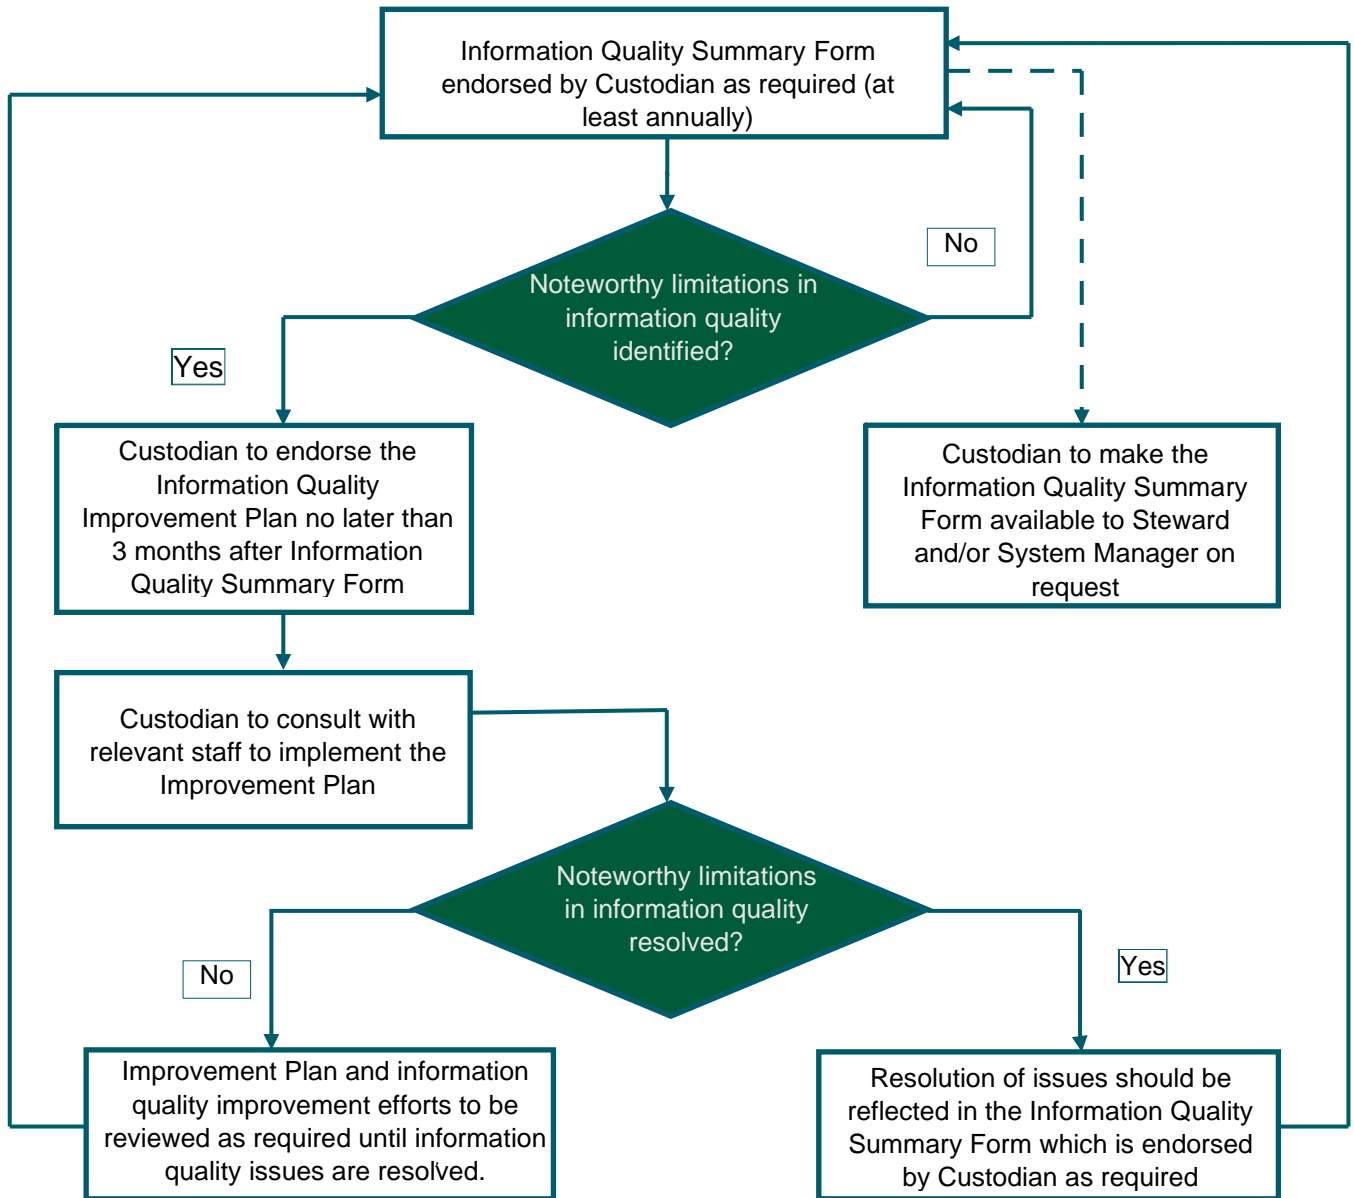 Information Quality Summary Form
endorsed by Custodian as required (at
least annually)
No
Noteworthy limitations in
information quality
identified?
Yes
Custodian to endorse the
Information Quality
Improvement Plan no later than
3 months after Information
Quality Summary Form
Custodian to make the
Information Quality Summary
Form available to Steward
and/or System Manager on
request
Custodian to consult with
relevant staff to implement the
Improvement Plan
Noteworthy limitations
in information quality
resolved?
No
Yes
Improvement Plan and information
quality improvement efforts to be
reviewed as required until information
quality issues are resolved.
Resolution of issues should be
reflected in the Information Quality
Summary Form which is endorsed
by Custodian as required